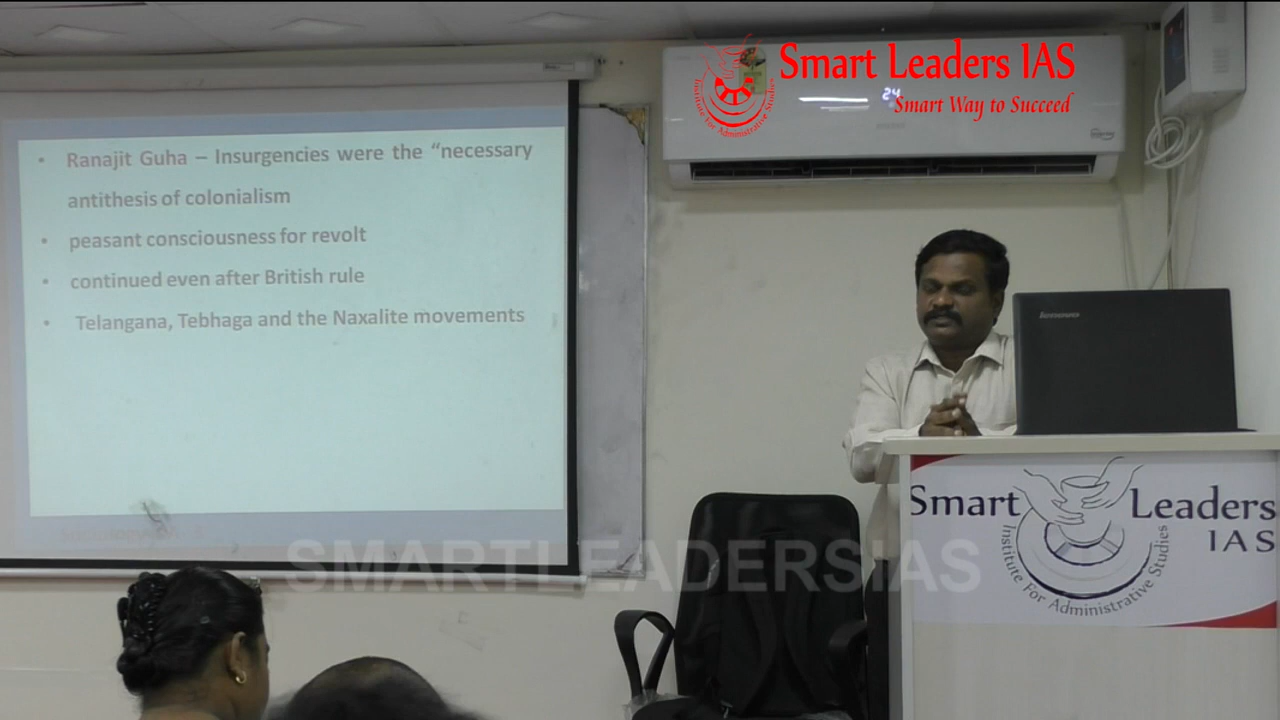 Smart Leaders IAS
Smart Way to Succeed
Institute For Administrative Studies
24
• Ranajit Guha – Insurgencies were the “necessary
antithesis of colonialism
• peasant consciousness for revolt
• continued even after British rule
• Telangana, Tebhaga and the Naxalite movements
lenovo
Smart Leaders
IAS
Institute For Administrative Studies
SMARTLEADERSIAS